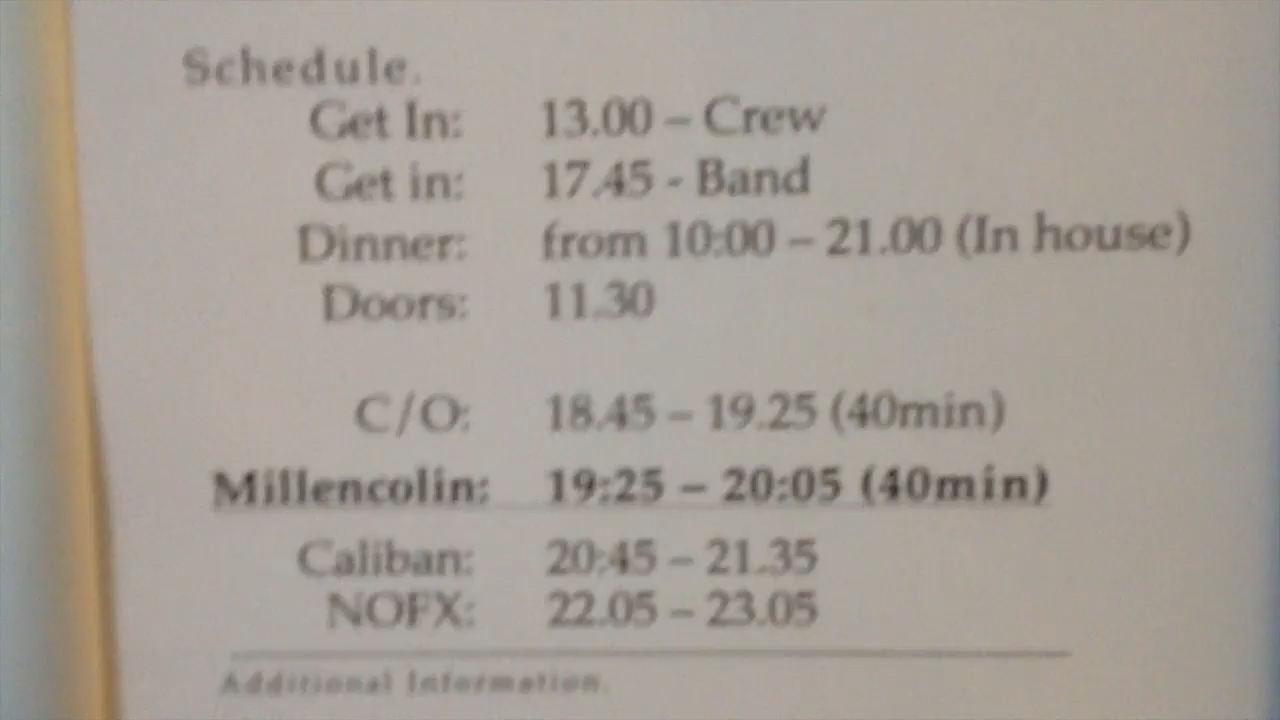 Schedule.
Get In: 13.00 – Crew
Get in: 17.45 - Band
Dinner: from 10:00 – 21.00 (In house)
Doors: 11.30
C/O: 18.45 – 19.25 (40min)
Millencolin: 19:25 – 20:05 (40min)
Caliban: 20:45 – 21.35
NOFX: 22.05 – 23.05
Additional Information.